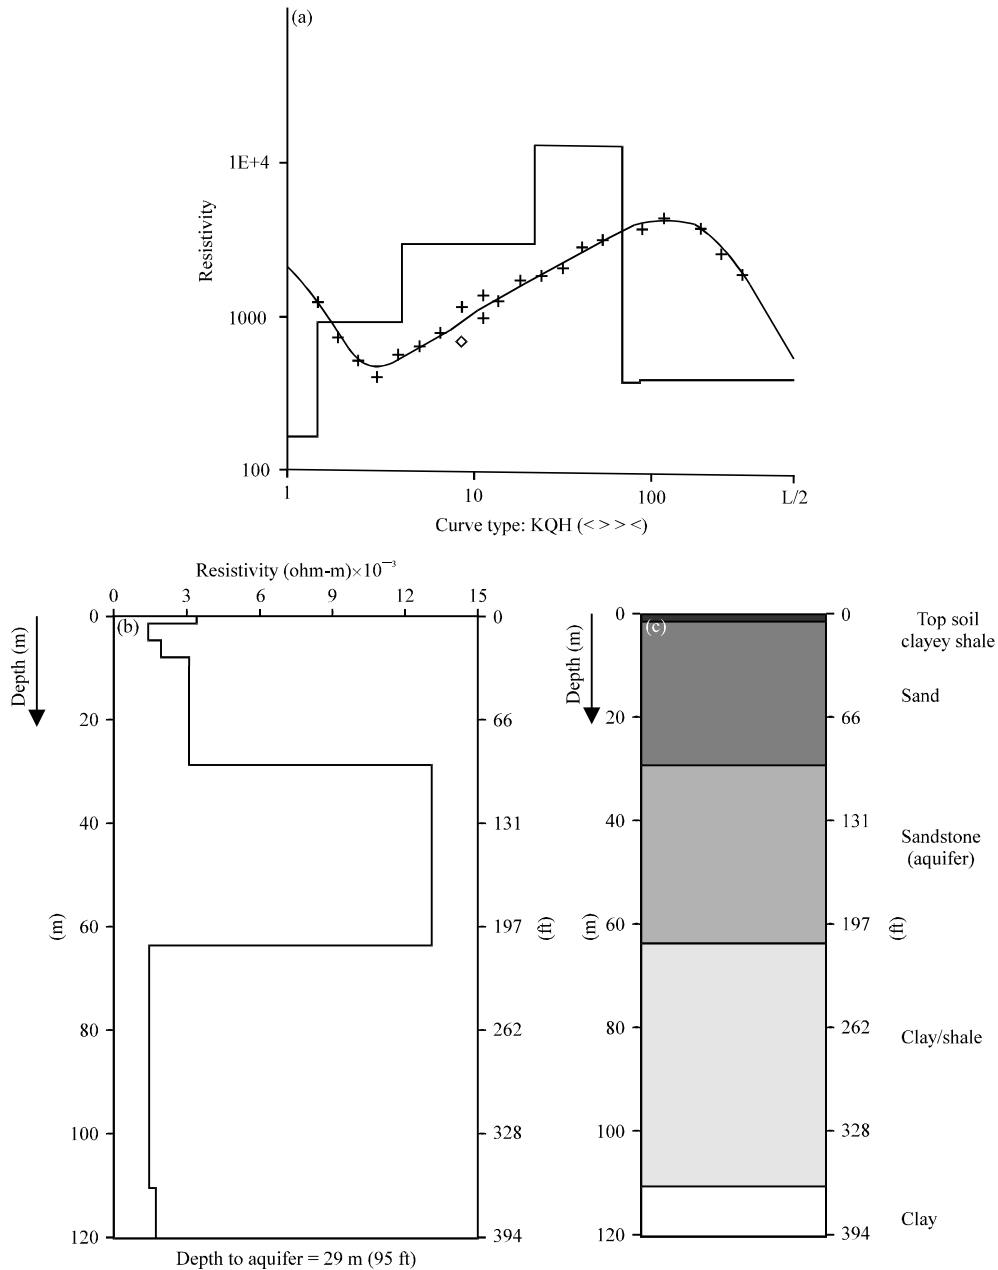 (a)
1E+4
Resistivity
1000
100
1
10
100
L/2
Curve type: KQH (< > > <)
Resistivity (ohm-m)×10⁻³
0
3
6
9
12
15
(b)
Depth (m)
0
20
40
60
80
100
120
(m)
0
66
131
197
262
328
394
(ft)
Depth to aquifer = 29 m (95 ft)
(c)
Depth (m)
0
20
40
60
80
100
120
(m)
0
66
131
197
262
328
394
(ft)
Top soil
clayey shale
Sand
Sandstone
(aquifer)
Clay/shale
Clay